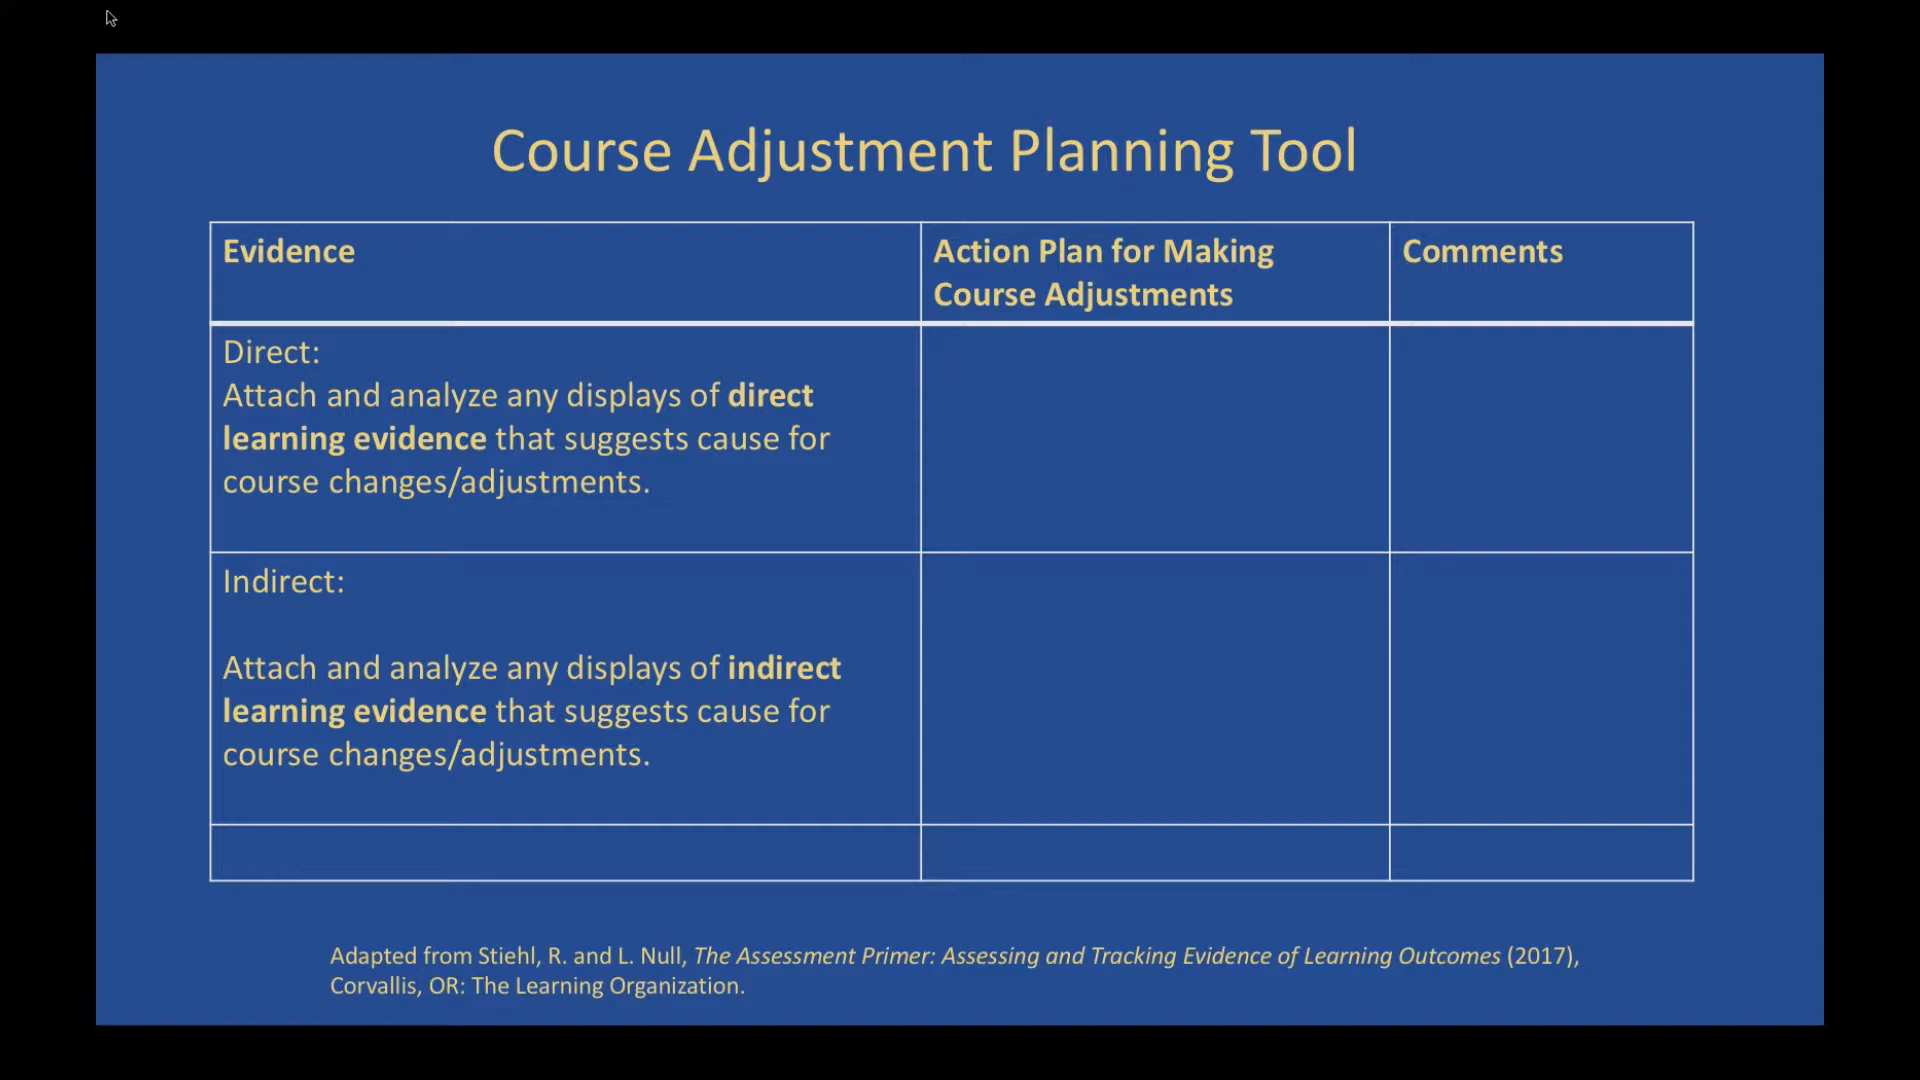 Course Adjustment Planning Tool
Evidence
Action Plan for Making
Course Adjustments
Comments
Direct:
Attach and analyze any displays of direct
learning evidence that suggests cause for
course changes/adjustments.
Indirect:
Attach and analyze any displays of indirect
learning evidence that suggests cause for
course changes/adjustments.
Adapted from Stiehl, R. and L. Null, The Assessment Primer: Assessing and Tracking Evidence of Learning Outcomes (2017),
Corvallis, OR: The Learning Organization.